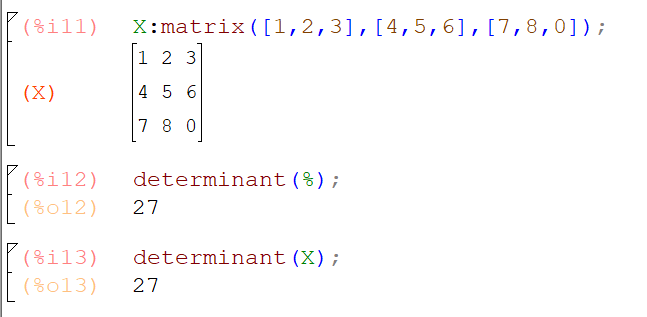 (%i11) X:matrix([1,2,3],[4,5,6],[7,8,0]);
1 2 3
(X) 4 5 6
7 8 0
(%i12) determinant(%);
(%o12) 27
(%i13) determinant(X);
(%o13) 27